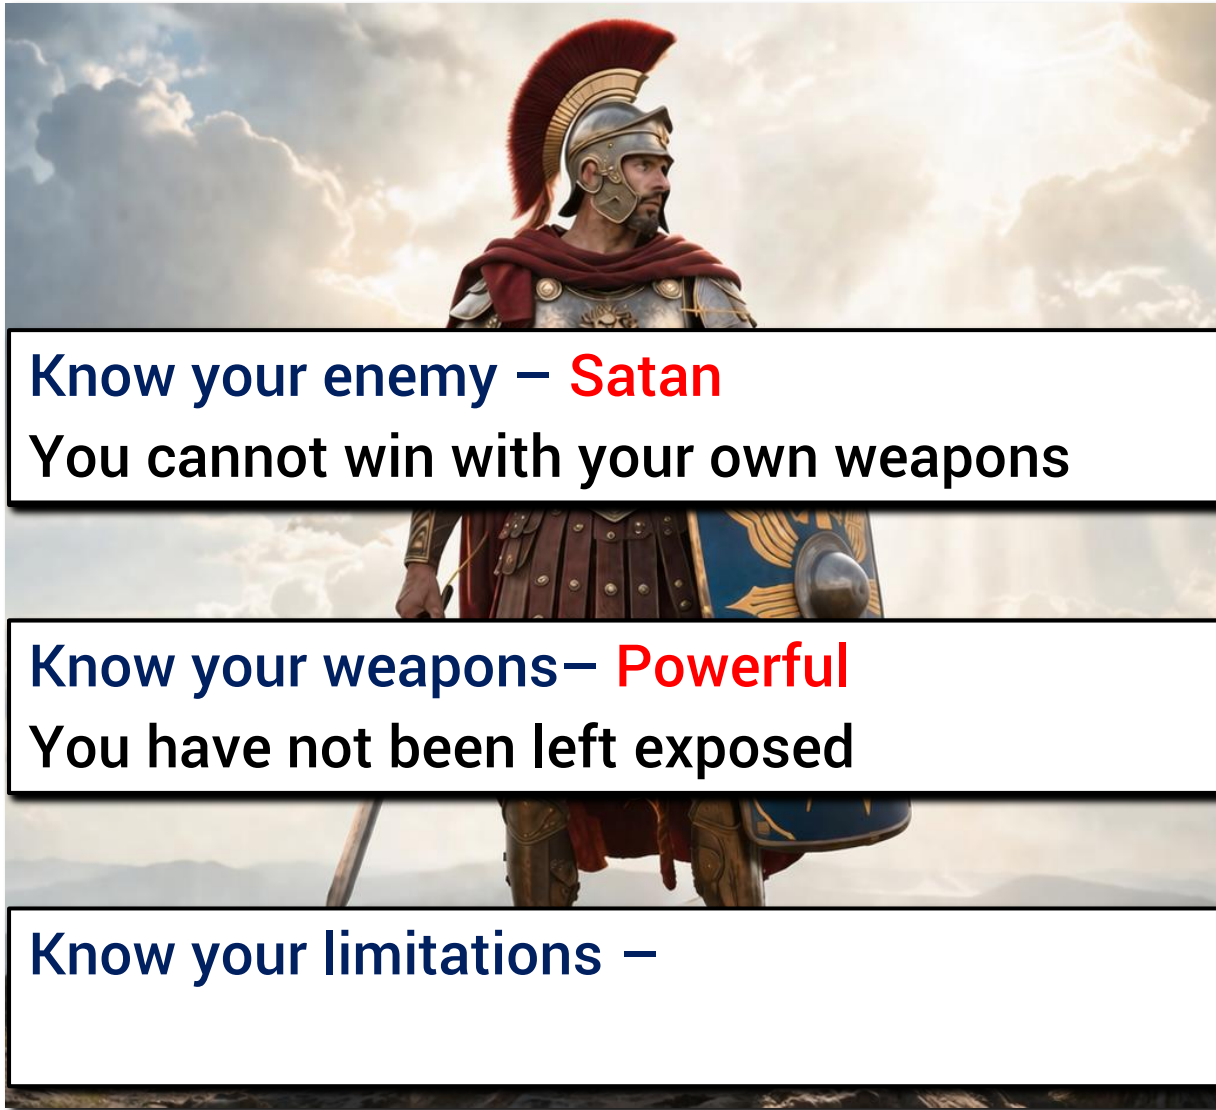 Know your enemy – Satan
You cannot win with your own weapons
Know your weapons– Powerful
You have not been left exposed
Know your limitations –